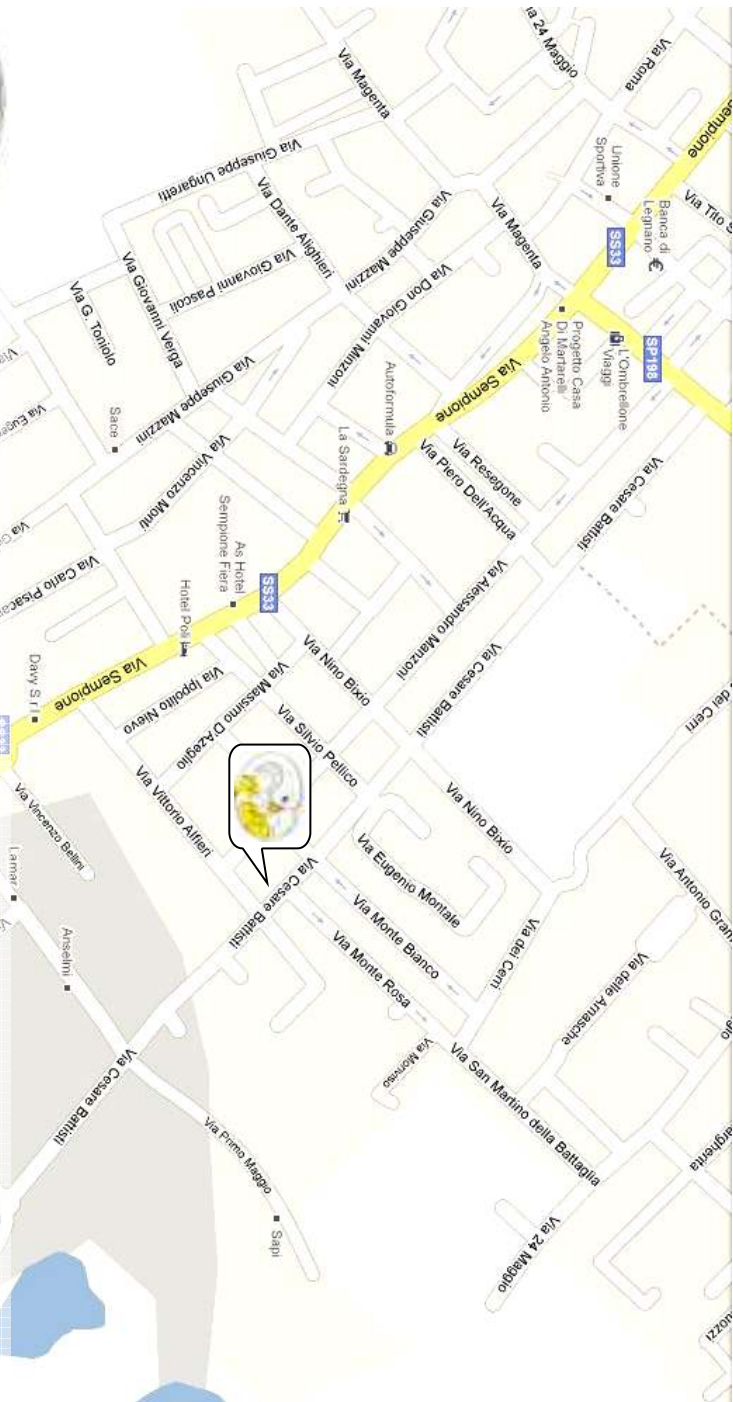 Via 24 Maggio
Via Roma
Sempione
Via Magenta
Unione
Sportiva
Banca di
Legnano €
Via Tito S
SS33
SP198
L'Ombrellone
Viaggi
Via Giuseppe Ungaretti
Via Dante Alighieri
Via Giuseppe Mazzini
Via Magenta
Progetto Casa
Di Martarelli
Angelo Antonio
Via Giovanni Pascoli
Via Don Giovanni Minzoni
Via Sempione
Via Giovanni Verga
Via G. Toniolo
Via Giuseppe Mazzini
Autoformula
Via Resegone
Via Piero Dell'Acqua
Via Cesare Battisti
Sace
Via Vincenzo Monti
La Sardegna
Via Alessandro Manzoni
Via Carlo Pisacan
As Hotel
Sempione Fiera
SS33
Hotel Poli
Via Nino Bixio
Via Cesare Battisti
dei Cerri
Via Sempione
Davy S.r.l
Via Ippolito Nievo
Via Massimo D'Azeglio
Via Silvio Pellico
Via Vittorio Alfieri
Via Nino Bixio
Via Vincenzo Bellini
Via Eugenio Montale
Via Antonio Gram
Lamar
Via Cesare Battisti
Via Monte Bianco
Via Monte Rosa
Via dei Cerri
Via delle Arnasche
Anselmi
Via Monviso
Via San Martino della Battaglia
Via Cesare Battisti
Via Primo Maggio
argherita
Sapi
Via 24 Maggio
uozzi